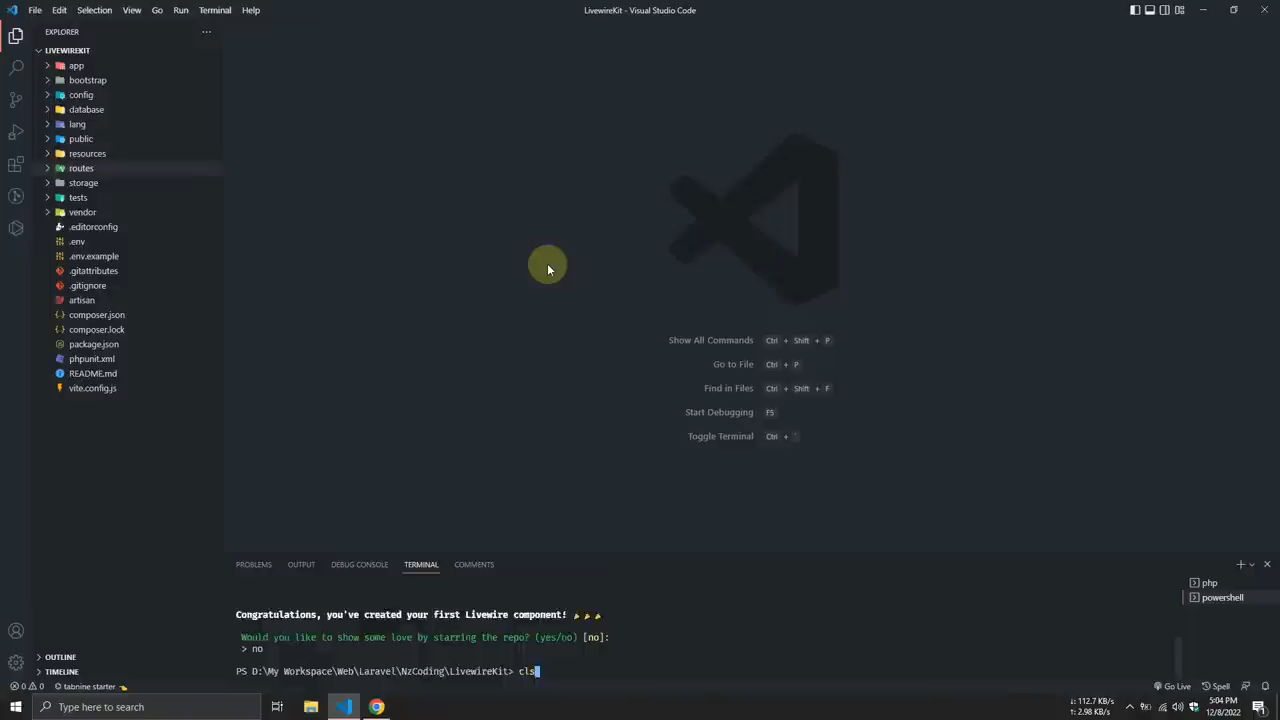 File Edit Selection View Go Run Terminal Help
LivewireKit - Visual Studio Code
EXPLORER
LIVEWIREKIT
app
bootstrap
config
database
lang
public
resources
routes
storage
tests
vendor
.editorconfig
.env
.env.example
.gitattributes
.gitignore
artisan
composer.json
composer.lock
package.json
phpunit.xml
README.md
vite.config.js
OUTLINE
TIMELINE
Show All Commands Ctrl + Shift + P
Go to File Ctrl + P
Find in Files Ctrl + Shift + F
Start Debugging F5
Toggle Terminal Ctrl + `
PROBLEMS OUTPUT DEBUG CONSOLE TERMINAL COMMENTS
php
powershell
Congratulations, you've created your first Livewire component! 🎉🎉🎉
Would you like to show some love by starring the repo? (yes/no) [no]:
> no
PS D:\My Workspace\Web\Laravel\NzCoding\LivewireKit> cls
0 0 tabnine starter
Go Live Spell
Type here to search
1: 112.7 KB/s
1: 2.98 KB/s
5:04 PM
12/8/2022